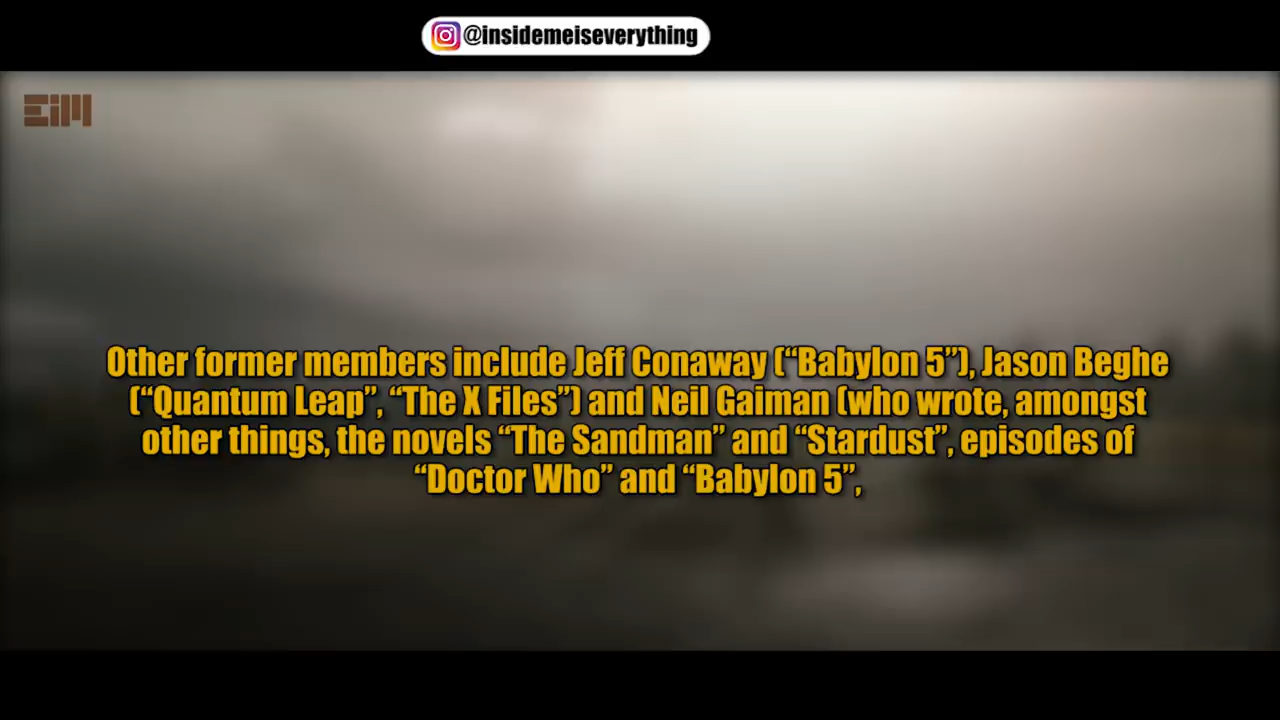 @insidemeiseverything
EiM
Other former members include Jeff Conaway (“Babylon 5”), Jason Beghe
(“Quantum Leap”, “The X Files”) and Neil Gaiman (who wrote, amongst
other things, the novels “The Sandman” and “Stardust”, episodes of
“Doctor Who” and “Babylon 5”,